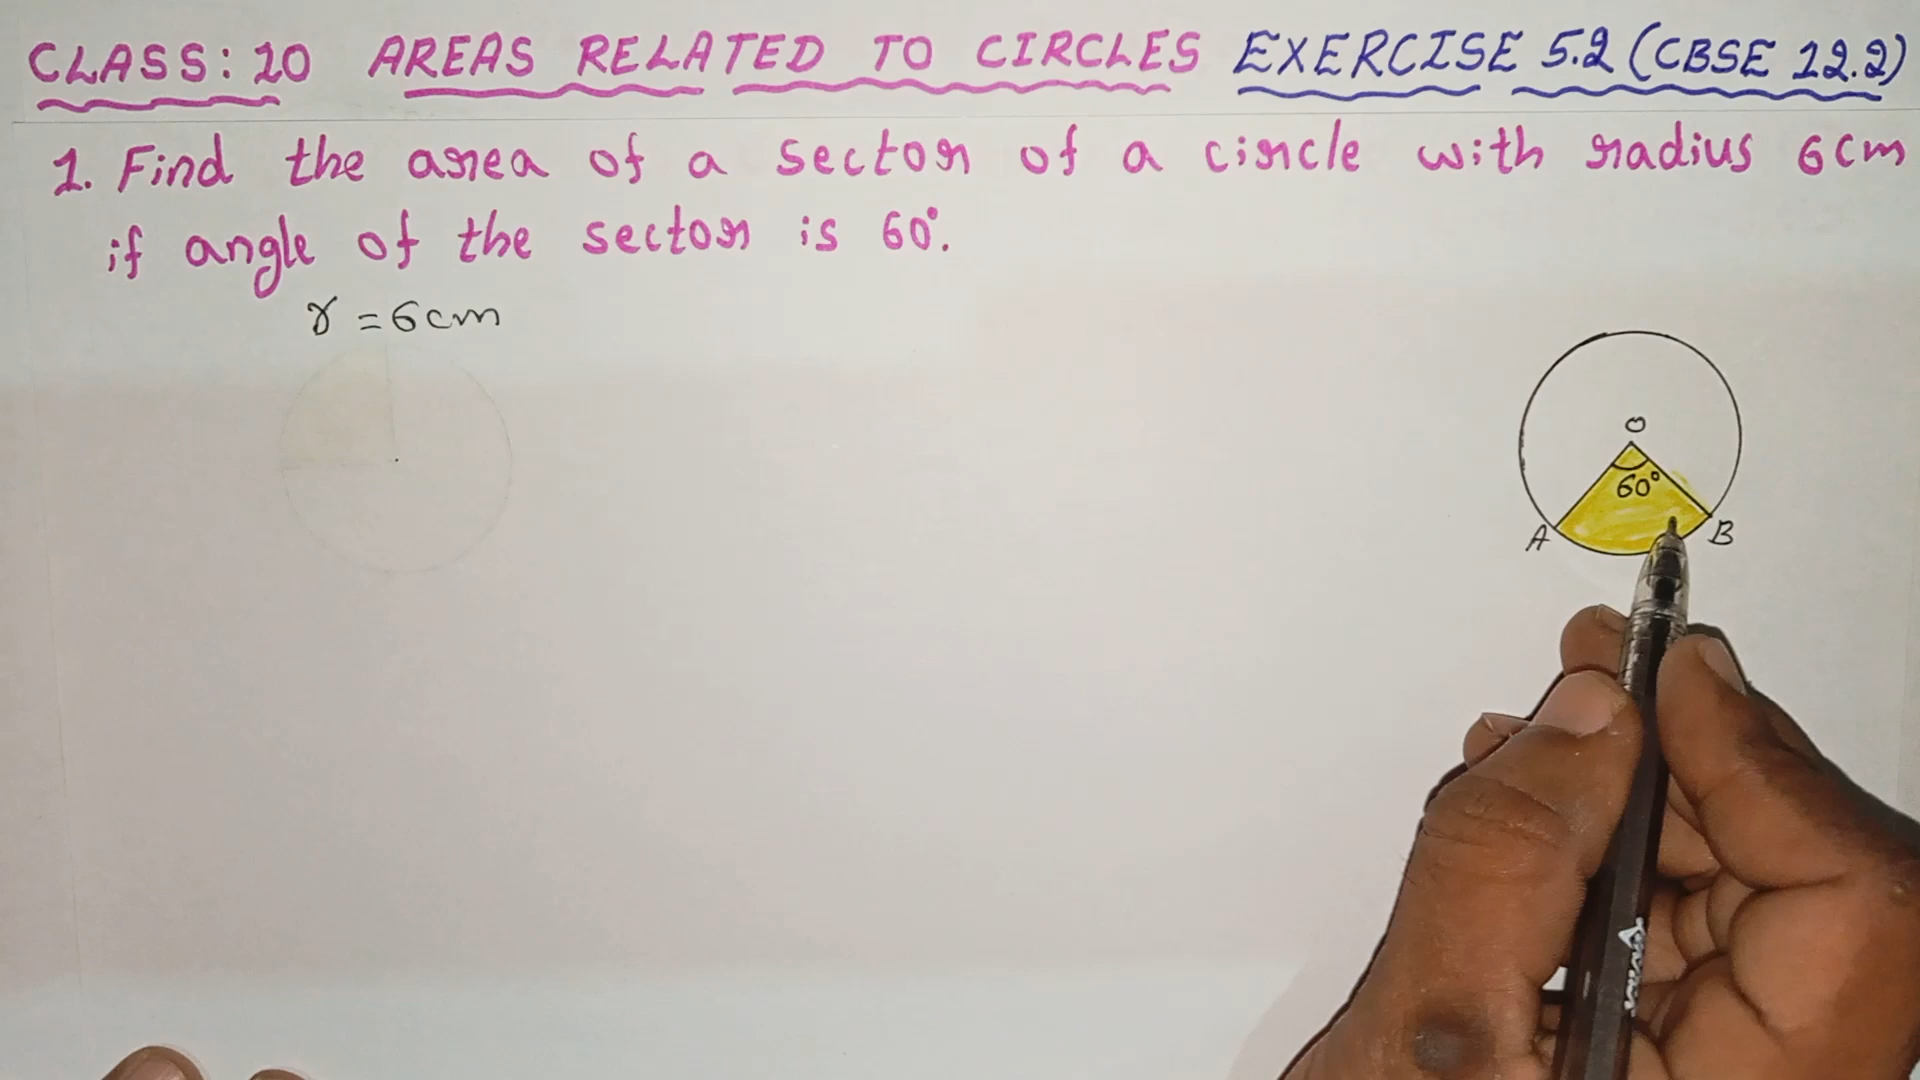 CLASS: 10 AREAS RELATED TO CIRCLES EXERCISE 5.2 (CBSE 12.2)
1. Find the area of a sector of a circle with radius 6cm
if angle of the sector is 60°.
r = 6cm
O
60°
A B